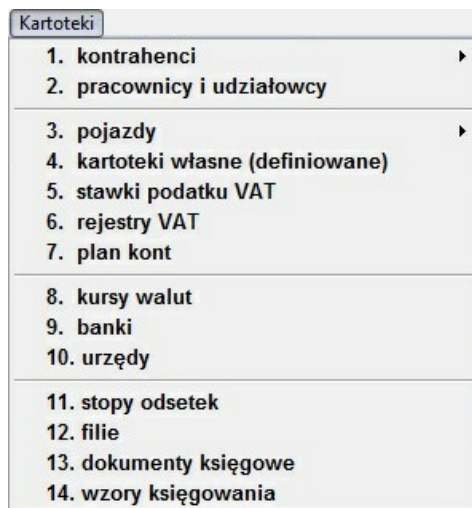 Kartoteki
1. kontrahenci
2. pracownicy i udziałowcy
3. pojazdy
4. kartoteki własne (definiowane)
5. stawki podatku VAT
6. rejestry VAT
7. plan kont
8. kursy walut
9. banki
10. urzędy
11. stopy odsetek
12. filie
13. dokumenty księgowe
14. wzory księgowania